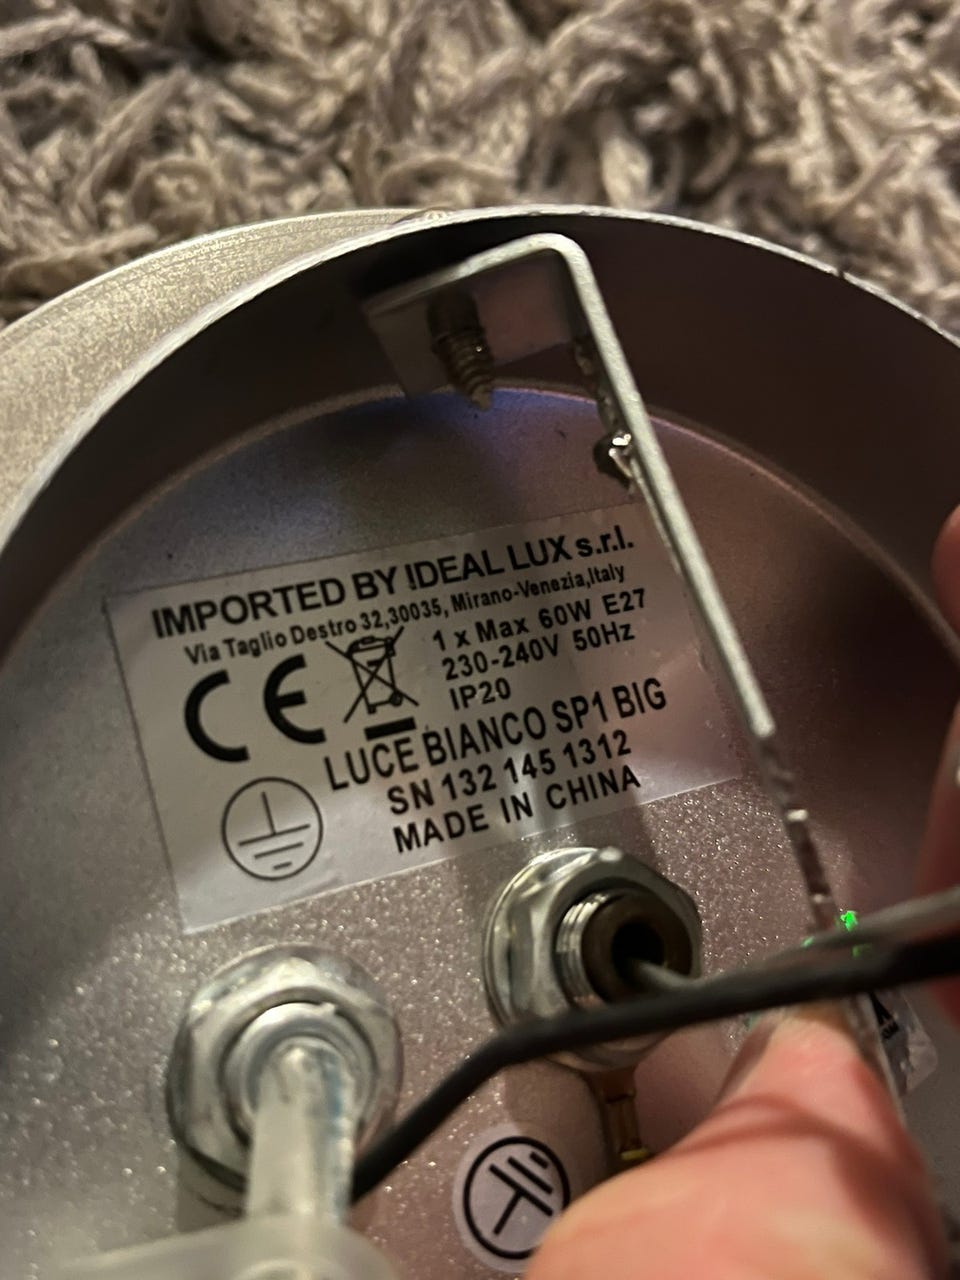 IMPORTED BY IDEAL LUX s.r.l.
Via Taglio Destro 32,30035, Mirano-Venezia,Italy
1 x Max 60W E27
230-240V 50Hz
CE
IP20
LUCE BIANCO SP1 BIG
SN 132 145 1312
MADE IN CHINA